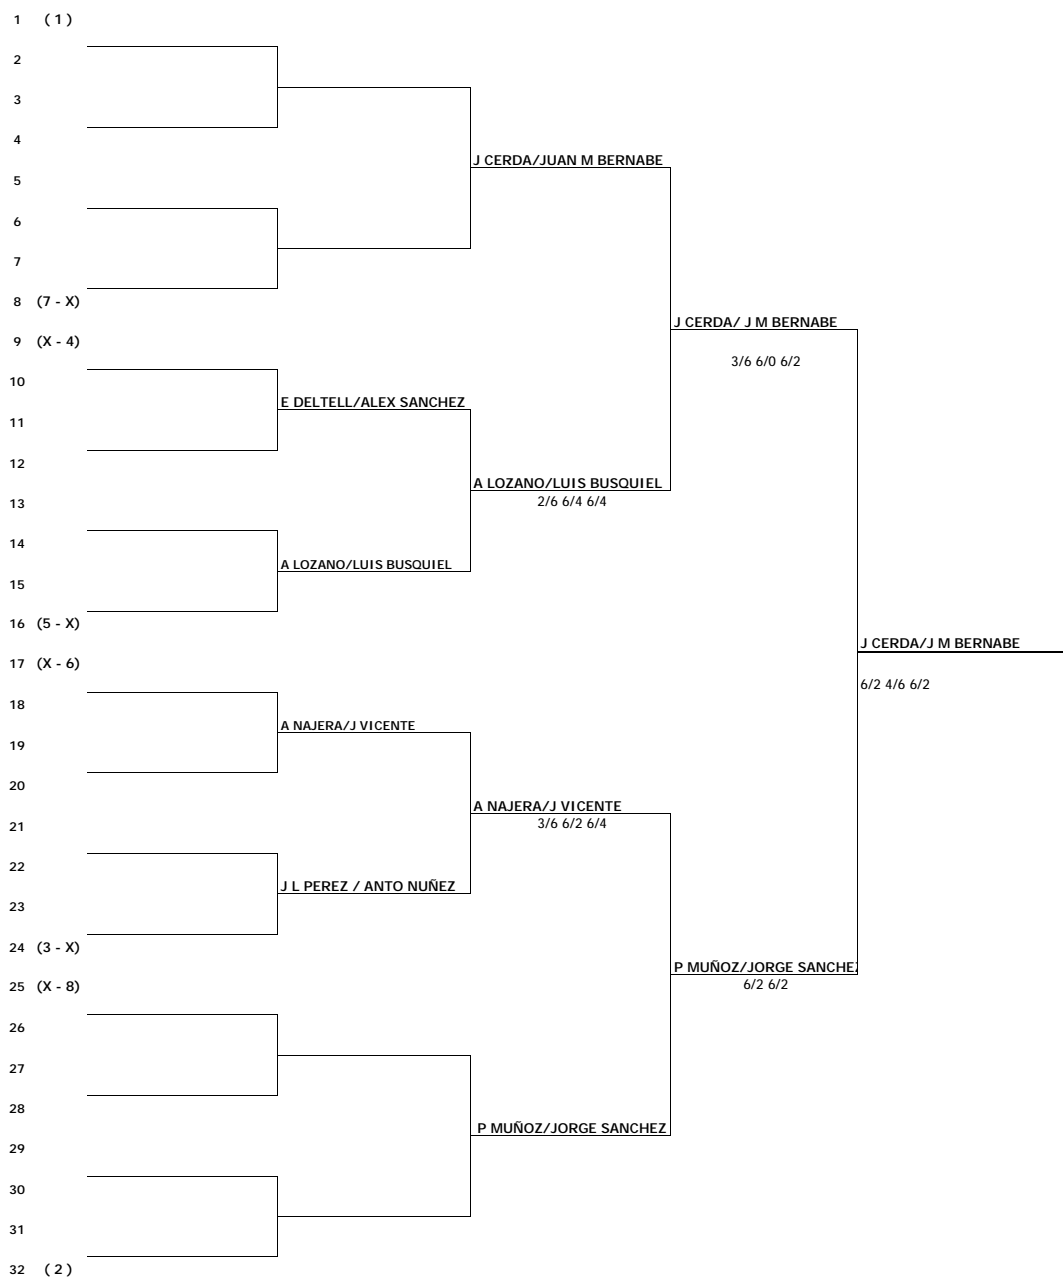 1 ( 1 )
2
3
4
J CERDA/JUAN M BERNABE
5
6
7
8 (7 - X)
J CERDA/ J M BERNABE
9 (X - 4)
3/6 6/0 6/2
10
E DELTELL/ALEX SANCHEZ
11
12
A LOZANO/LUIS BUSQUIEL
13
2/6 6/4 6/4
14
A LOZANO/LUIS BUSQUIEL
15
16 (5 - X)
J CERDA/J M BERNABE
17 (X - 6)
6/2 4/6 6/2
18
A NAJERA/J VICENTE
19
20
A NAJERA/J VICENTE
21
3/6 6/2 6/4
22
J L PEREZ / ANTO NUÑEZ
23
24 (3 - X)
P MUÑOZ/JORGE SANCHEZ
25 (X - 8)
6/2 6/2
26
27
28
P MUÑOZ/JORGE SANCHEZ
29
30
31
32 ( 2 )